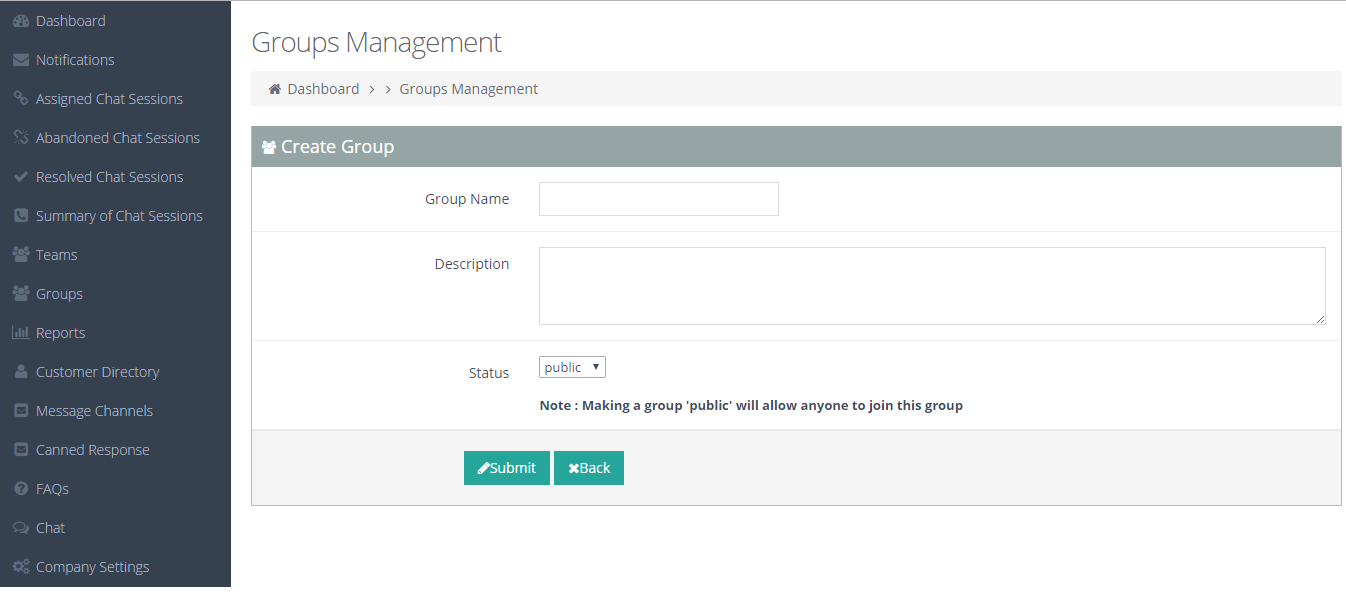 Dashboard
Notifications
Assigned Chat Sessions
Abandoned Chat Sessions
Resolved Chat Sessions
Summary of Chat Sessions
Teams
Groups
Reports
Customer Directory
Message Channels
Canned Response
FAQs
Chat
Company Settings
Groups Management
Dashboard > > Groups Management
Create Group
Group Name
Description
Status public
Note : Making a group 'public' will allow anyone to join this group
Submit Back